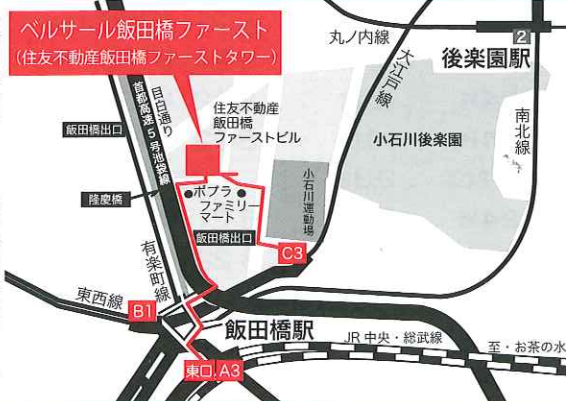 ベルサール飯田橋ファースト
(住友不動産飯田橋ファーストタワー)
丸ノ内線
2
後楽園駅
大江戸線
南北線
目白通り
首都高速5号池袋線
飯田橋出口
住友不動産
飯田橋
ファーストビル
小石川後楽園
小石川運動場
隆慶橋
ポプラ
ファミリー
マート
飯田橋出口
C3
有楽町線
東西線
B1
飯田橋駅
JR中央・総武線
至・お茶の水
東口.A3